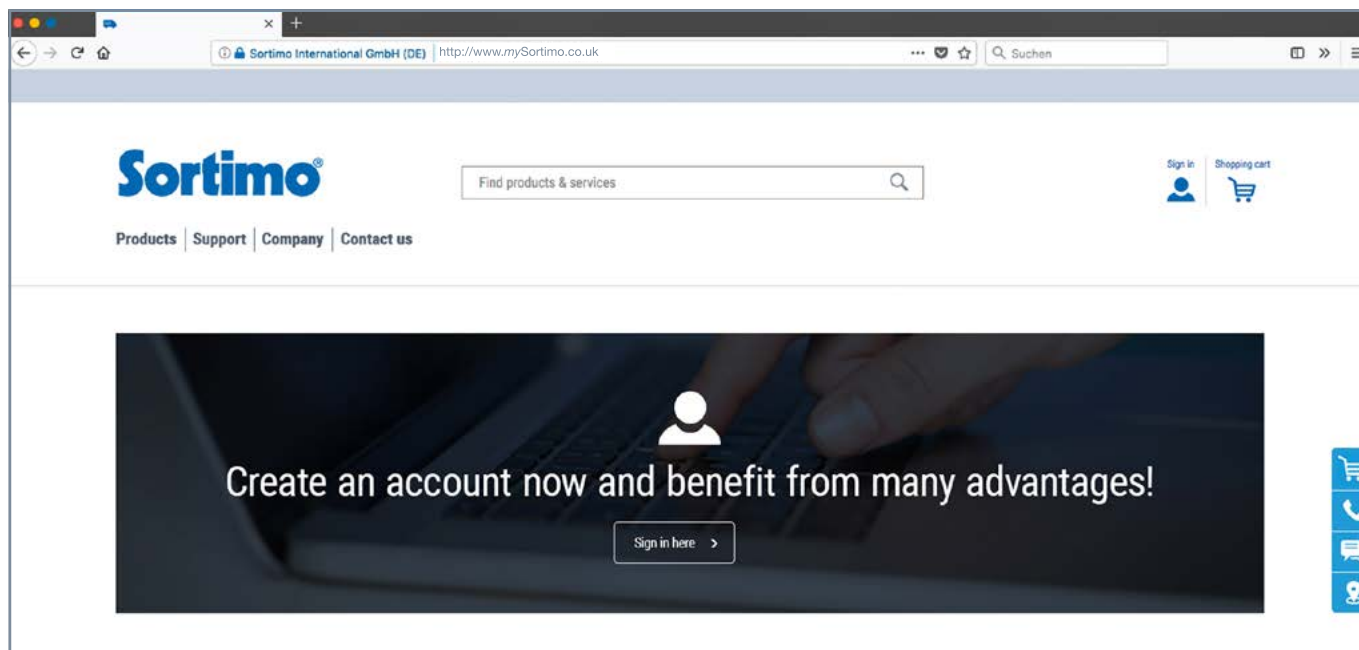 Sortimo International GmbH (DE) http://www.mySortimo.co.uk Suchen
Sortimo® Find products & services Sign in Shopping cart
Products Support Company Contact us
Create an account now and benefit from many advantages!
Sign in here